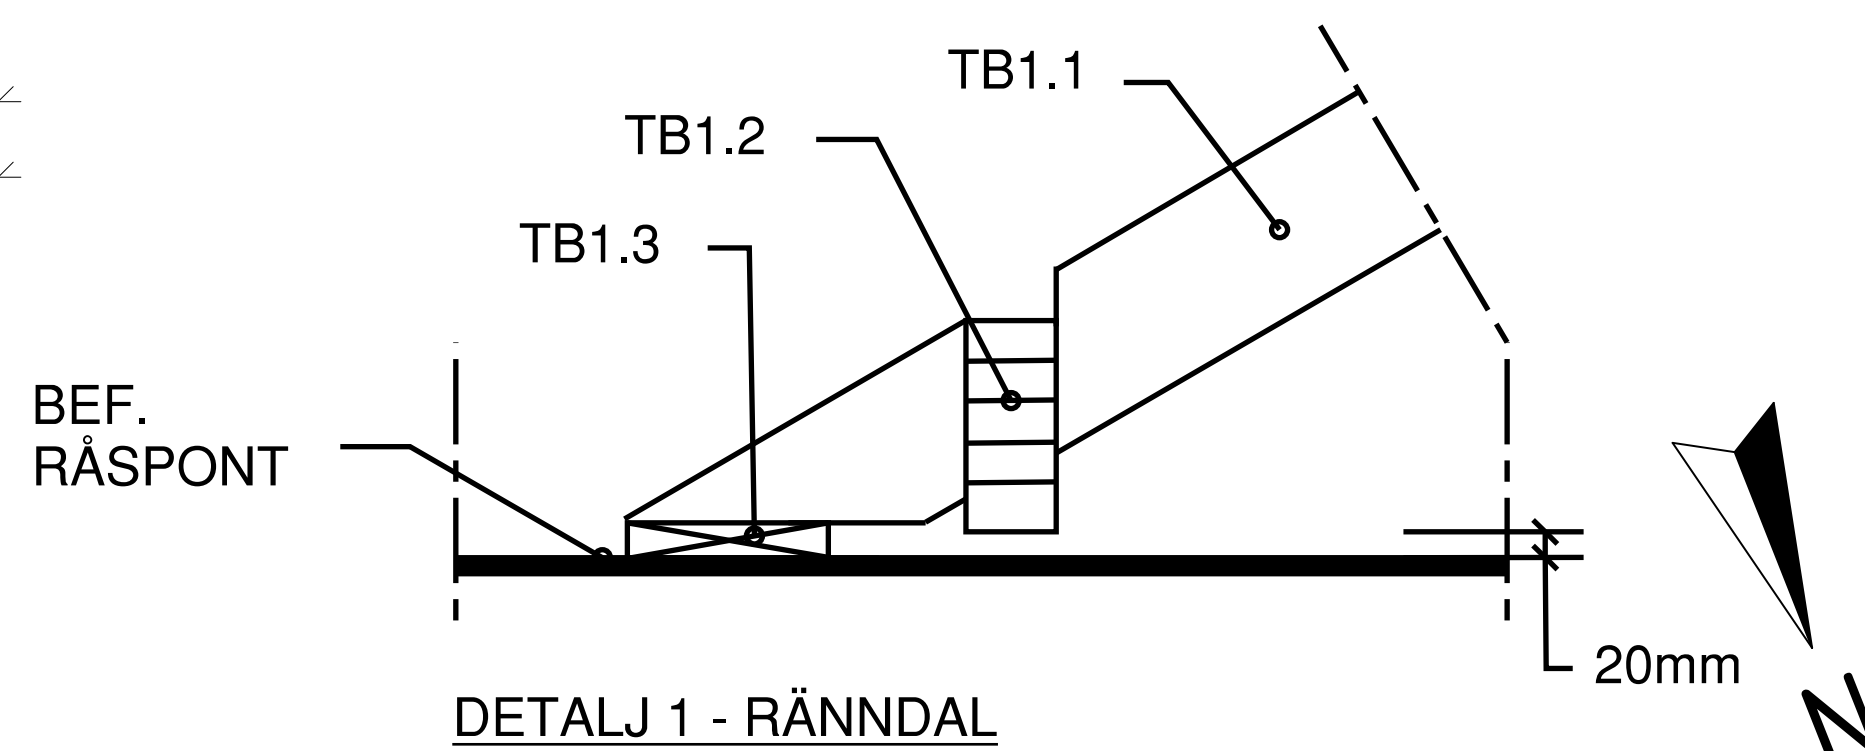 TB1.1
TB1.2
TB1.3
BEF.
RÅSPONT
20mm
DETALJ 1 - RÄNNDAL
N